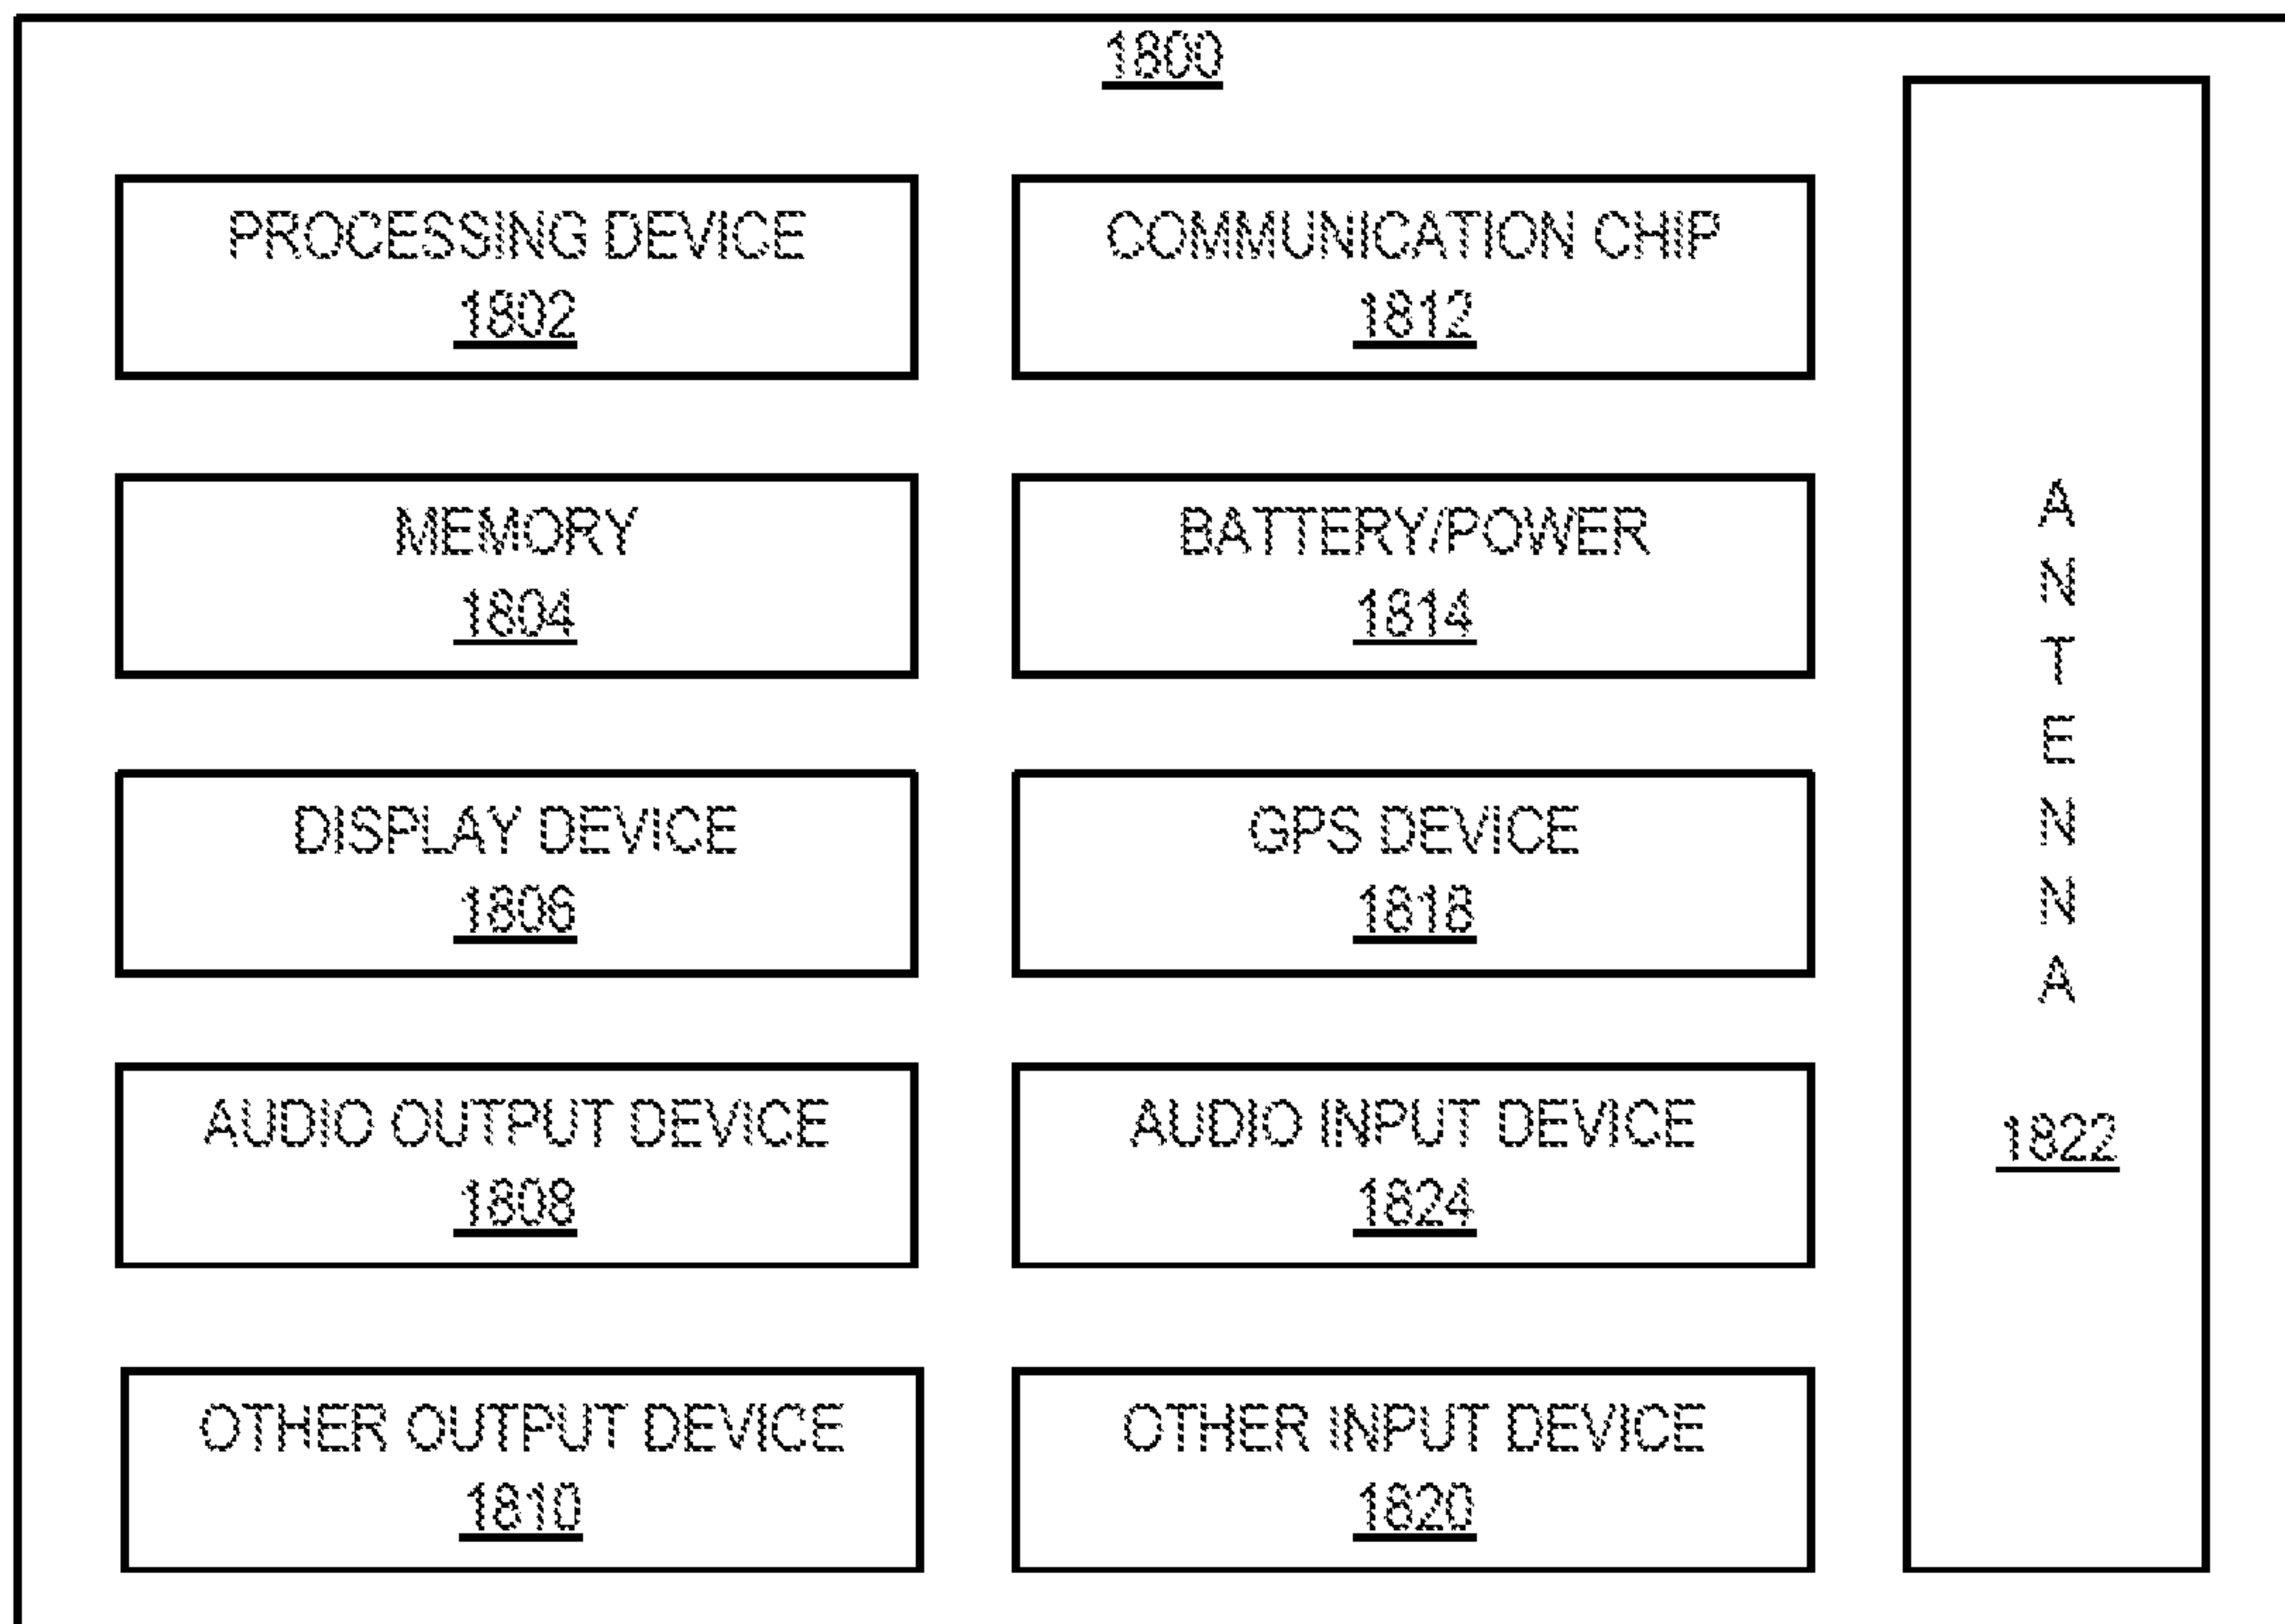 1800
PROCESSING DEVICE
1802
COMMUNICATION CHIP
1812
MEMORY
1804
BATTERY/POWER
1814
DISPLAY DEVICE
1806
GPS DEVICE
1818
AUDIO OUTPUT DEVICE
1808
AUDIO INPUT DEVICE
1824
OTHER OUTPUT DEVICE
1810
OTHER INPUT DEVICE
1820
ANTENNA
1822